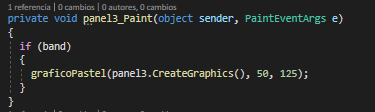 1 referencia | 0 cambios | 0 autores, 0 cambios
private void panel3_Paint(object sender, PaintEventArgs e)
{
if (band)
{
graficoPastel(panel3.CreateGraphics(), 50, 125);
}
}